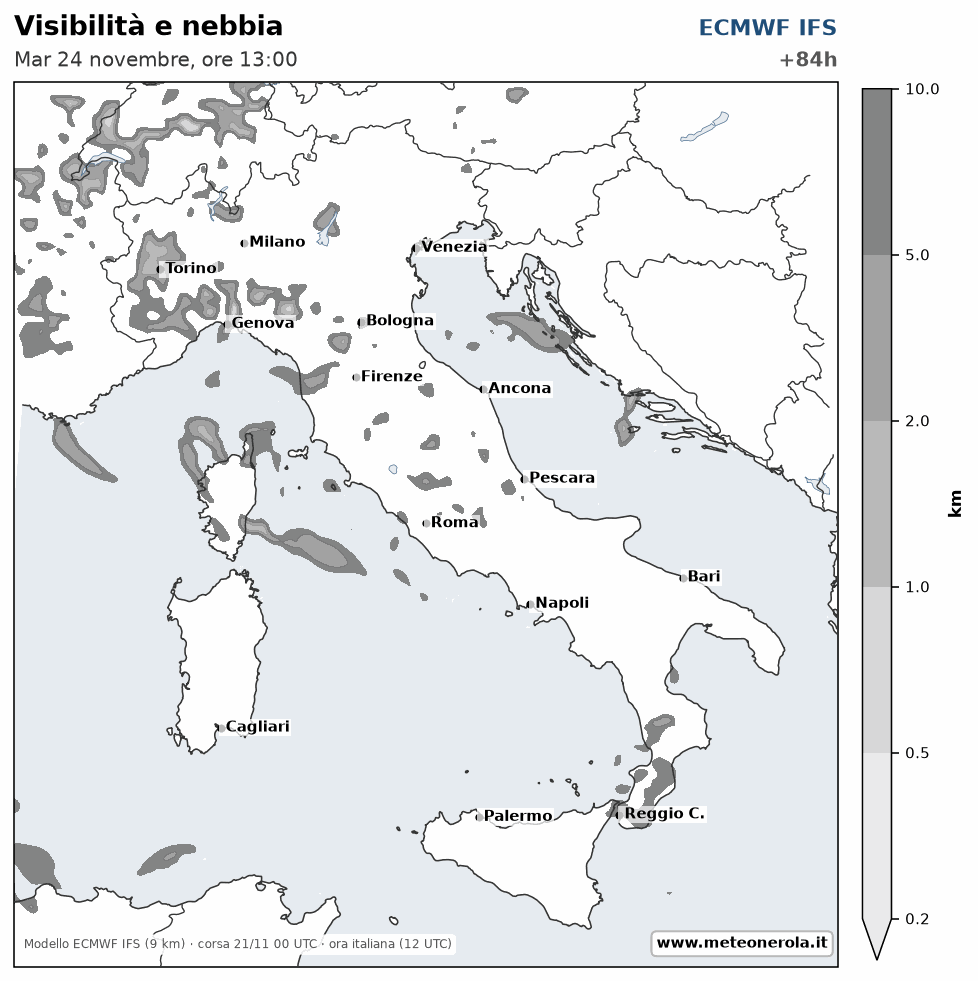 Visibilità e nebbia
ECMWF IFS
Mar 24 novembre, ore 13:00
+84h
10.0
5.0
2.0
1.0
0.5
0.2
km
Milano
Venezia
Torino
Genova
Bologna
Firenze
Ancona
Pescara
Roma
Bari
Napoli
Cagliari
Palermo
Reggio C.
Modello ECMWF IFS (9 km) · corsa 21/11 00 UTC · ora italiana (12 UTC)
www.meteonerola.it